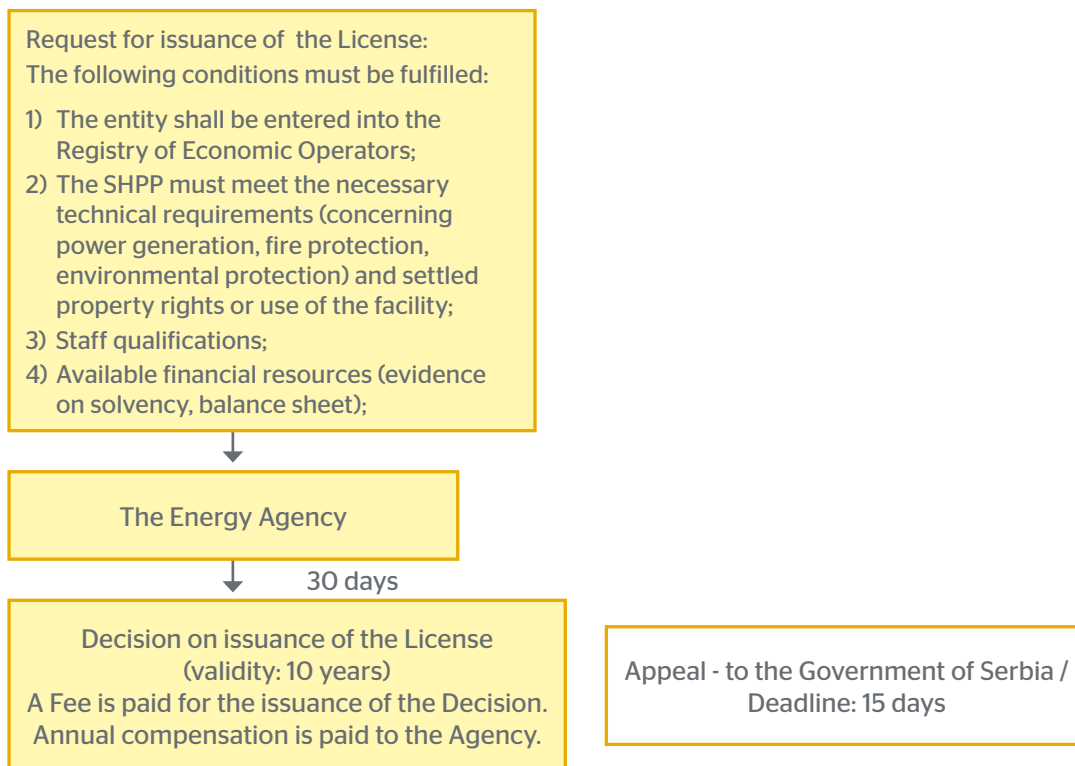 Request for issuance of the License:
The following conditions must be fulfilled:
1) The entity shall be entered into the
Registry of Economic Operators;
2) The SHPP must meet the necessary
technical requirements (concerning
power generation, fire protection,
environmental protection) and settled
property rights or use of the facility;
3) Staff qualifications;
4) Available financial resources (evidence
on solvency, balance sheet);
The Energy Agency
30 days
Decision on issuance of the License
(validity: 10 years)
A Fee is paid for the issuance of the Decision.
Annual compensation is paid to the Agency.
Appeal - to the Government of Serbia /
Deadline: 15 days